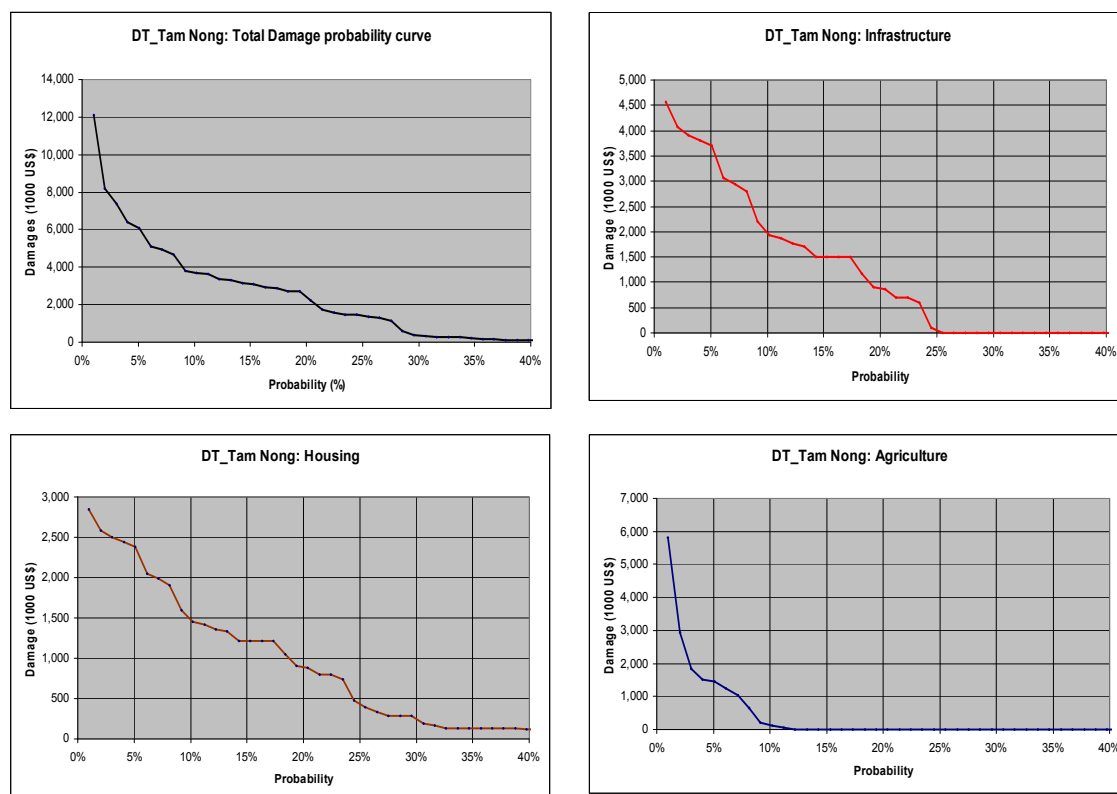 DT_Tam Nong: Total Damage probability curve
14,000
12,000
10,000
8,000
6,000
4,000
2,000
0
Damages (1000 US$)
0% 5% 10% 15% 20% 25% 30% 35% 40%
Probability (%)
DT_Tam Nong: Infrastructure
5,000
4,500
4,000
3,500
3,000
2,500
2,000
1,500
1,000
500
0
Damage (1000 US$)
0% 5% 10% 15% 20% 25% 30% 35% 40%
Probability
DT_Tam Nong: Housing
3,000
2,500
2,000
1,500
1,000
500
0
Damage (1000 US$)
0% 5% 10% 15% 20% 25% 30% 35% 40%
Probability
DT_Tam Nong: Agriculture
7,000
6,000
5,000
4,000
3,000
2,000
1,000
0
Damage (1000 US$)
0% 5% 10% 15% 20% 25% 30% 35% 40%
Probability